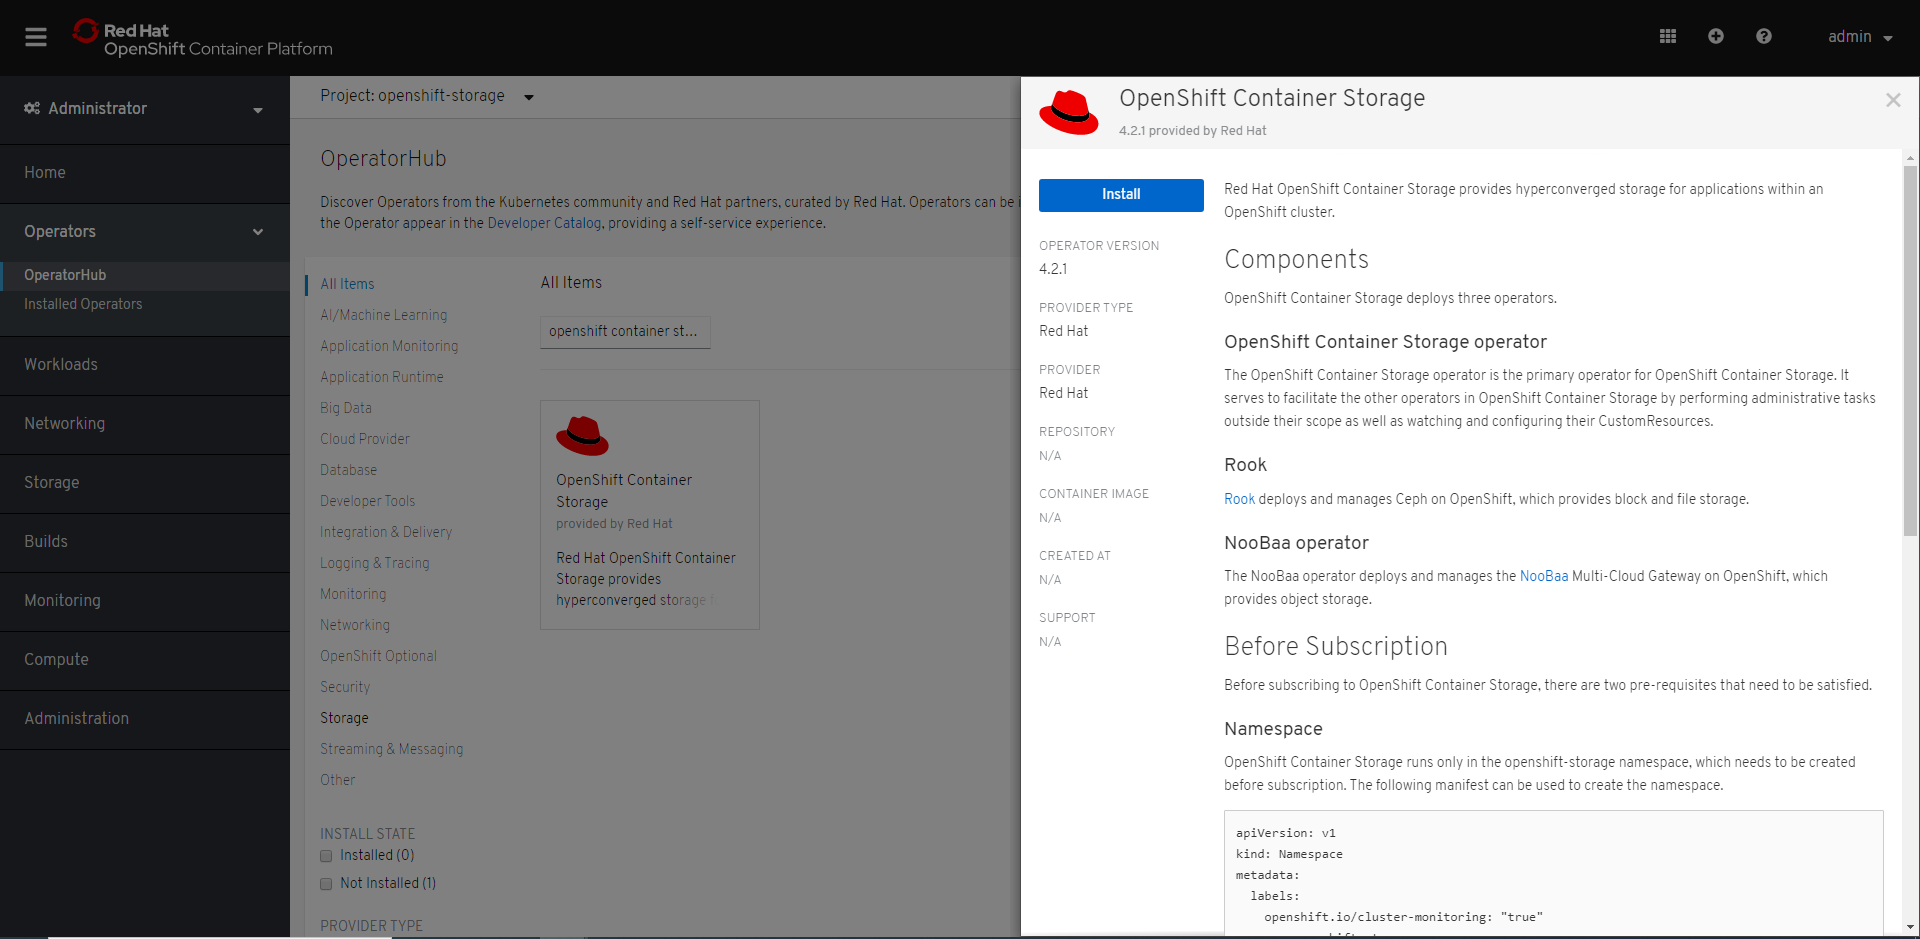 Red Hat
OpenShift Container Platform
admin
Administrator
Home
Operators
OperatorHub
Installed Operators
Workloads
Networking
Storage
Builds
Monitoring
Compute
Administration
Project: openshift-storage
OperatorHub
Discover Operators from the Kubernetes community and Red Hat partners, curated by Red Hat. Operators can be i
the Operator appear in the Developer Catalog, providing a self-service experience.
All Items
AI/Machine Learning
Application Monitoring
Application Runtime
Big Data
Cloud Provider
Database
Developer Tools
Integration & Delivery
Logging & Tracing
Monitoring
Networking
OpenShift Optional
Security
Storage
Streaming & Messaging
Other
INSTALL STATE
Installed (0)
Not Installed (1)
PROVIDER TYPE
All Items
openshift container st...
OpenShift Container
Storage
provided by Red Hat
Red Hat OpenShift Container
Storage provides
hyperconverged storage
OpenShift Container Storage
4.2.1 provided by Red Hat
Install
OPERATOR VERSION
4.2.1
PROVIDER TYPE
Red Hat
PROVIDER
Red Hat
REPOSITORY
N/A
CONTAINER IMAGE
N/A
CREATED AT
N/A
SUPPORT
N/A
Red Hat OpenShift Container Storage provides hyperconverged storage for applications within an
OpenShift cluster.
Components
OpenShift Container Storage deploys three operators.
OpenShift Container Storage operator
The OpenShift Container Storage operator is the primary operator for OpenShift Container Storage. It
serves to facilitate the other operators in OpenShift Container Storage by performing administrative tasks
outside their scope as well as watching and configuring their CustomResources.
Rook
Rook deploys and manages Ceph on OpenShift, which provides block and file storage.
NooBaa operator
The NooBaa operator deploys and manages the NooBaa Multi-Cloud Gateway on OpenShift, which
provides object storage.
Before Subscription
Before subscribing to OpenShift Container Storage, there are two pre-requisites that need to be satisfied.
Namespace
OpenShift Container Storage runs only in the openshift-storage namespace, which needs to be created
before subscription. The following manifest can be used to create the namespace.
apiVersion: v1
kind: Namespace
metadata:
labels:
openshift.io/cluster-monitoring: "true"